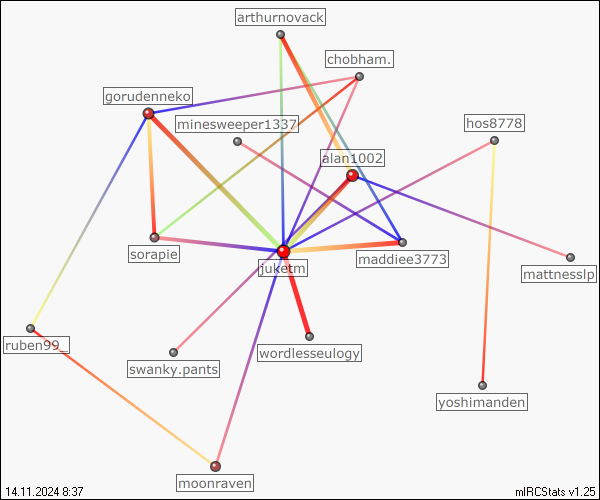 arthurnovack
chobham.
gorudenneko
minesweeper1337
hos8778
alan1002
sorapie
juketm
maddiee3773
mattnesslp
ruben99_
swanky.pants
wordlesseulogy
yoshimanden
moonraven
14.11.2024 8:37
mIRCStats v1.25